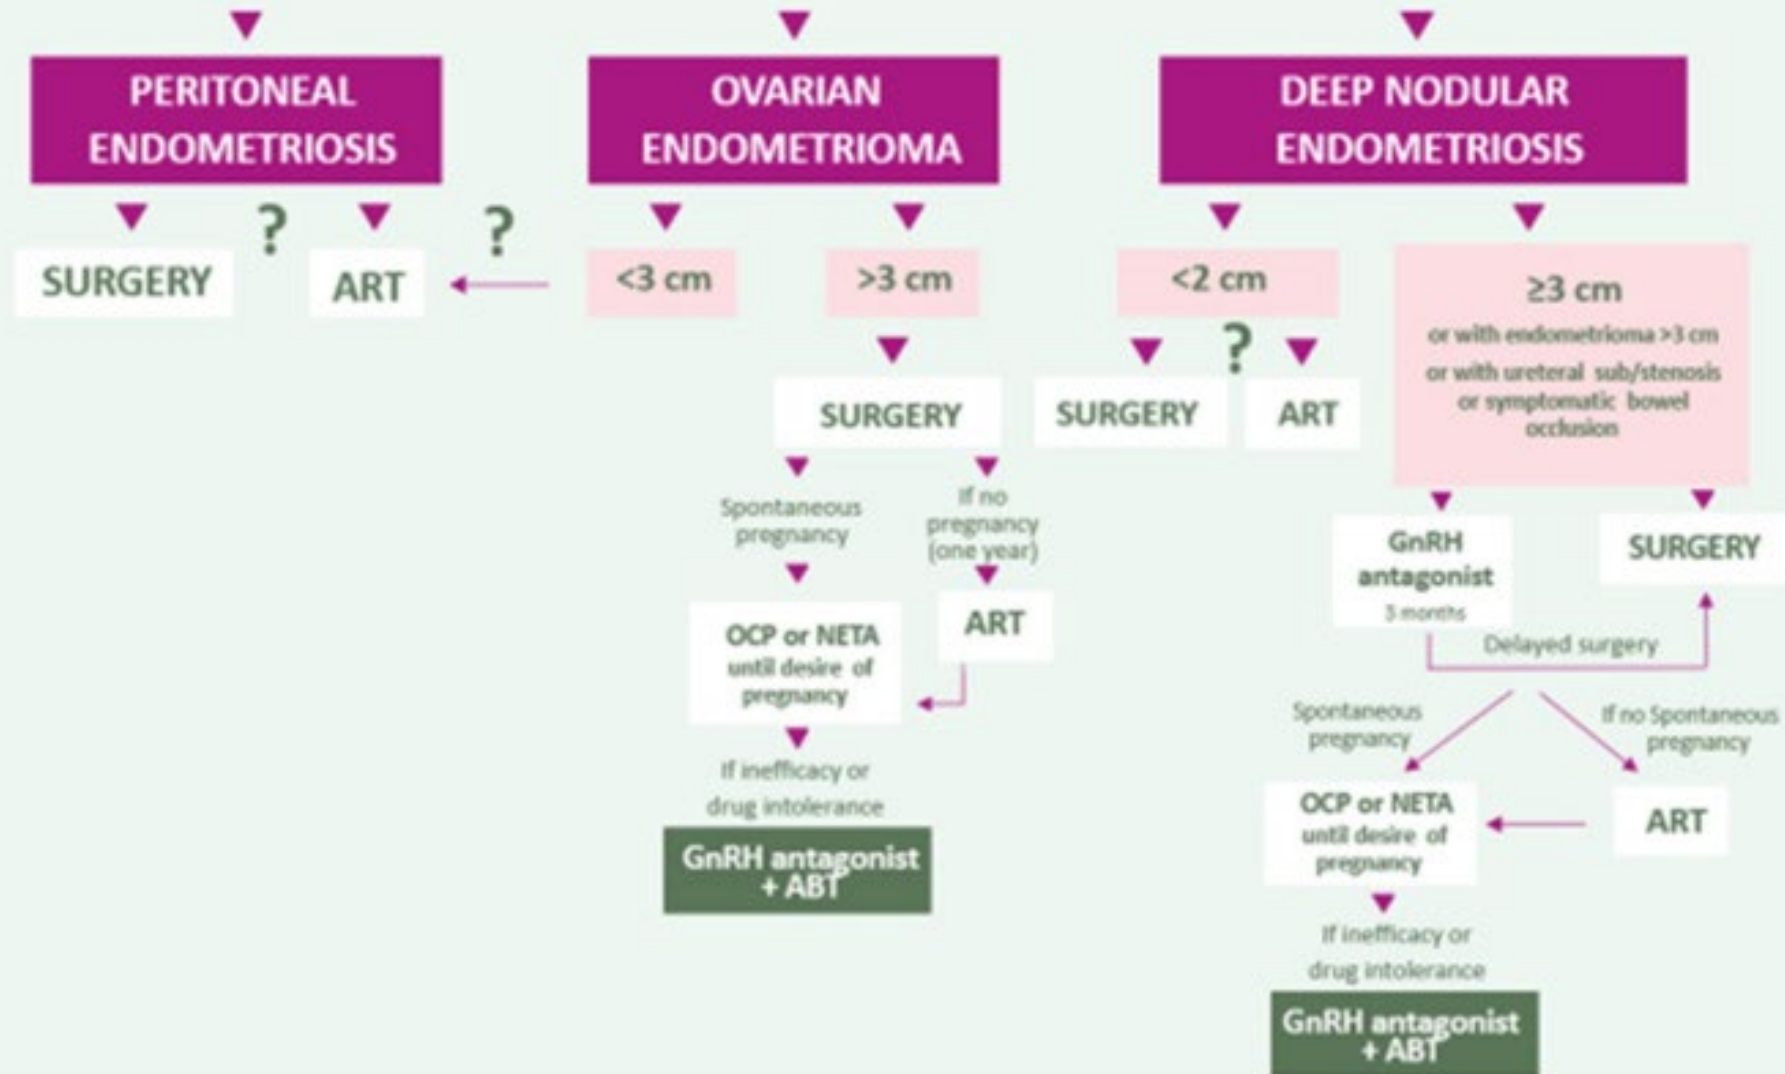 PERITONEAL
ENDOMETRIOSIS
SURGERY
?
ART
?
OVARIAN
ENDOMETRIOMA
<3 cm
>3 cm
SURGERY
Spontaneous
pregnancy
If no
pregnancy
(one year)
OCP or NETA
until desire of
pregnancy
ART
If inefficacy or
drug intolerance
GnRH antagonist
+ ABT
DEEP NODULAR
ENDOMETRIOSIS
<2 cm
?
SURGERY
ART
≥3 cm
or with endometrioma >3 cm
or with ureteral sub/stenosis
or symptomatic bowel
occlusion
GnRH
antagonist
3 months
SURGERY
Delayed surgery
Spontaneous
pregnancy
If no Spontaneous
pregnancy
OCP or NETA
until desire of
pregnancy
ART
If inefficacy or
drug intolerance
GnRH antagonist
+ ABT